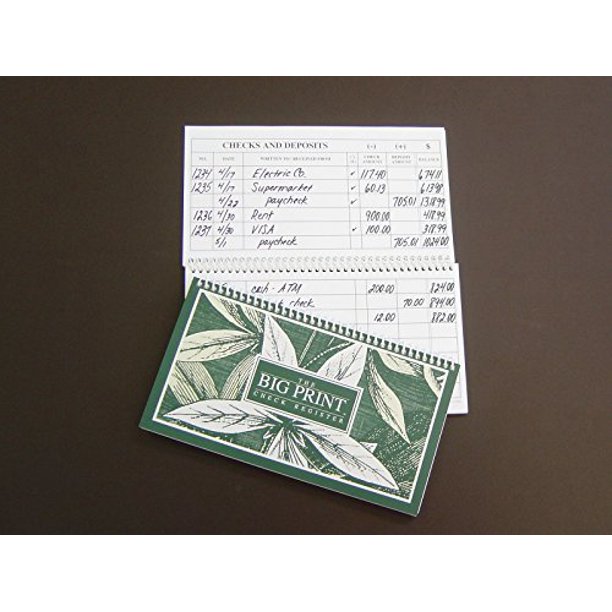 CHECKS AND DEPOSITS (-) (+) $
NO. DATE WRITTEN TO / RECEIVED FROM CHECK AMOUNT DEPOSIT AMOUNT BALANCE
1234 4/17 Electric Co. ✓ 117.40 674.11
1235 4/17 Supermarket ✓ 60.13 613.98
4/22 paycheck ✓ 705.01 1318.99
1236 4/30 Rent 900.00 418.99
1237 4/30 VISA ✓ 100.00 318.99
5/1 paycheck 705.01 1024.00
cash - ATM 200.00 824.00
check 70.00 894.00
12.00 882.00
THE
BIG PRINT
CHECK REGISTER